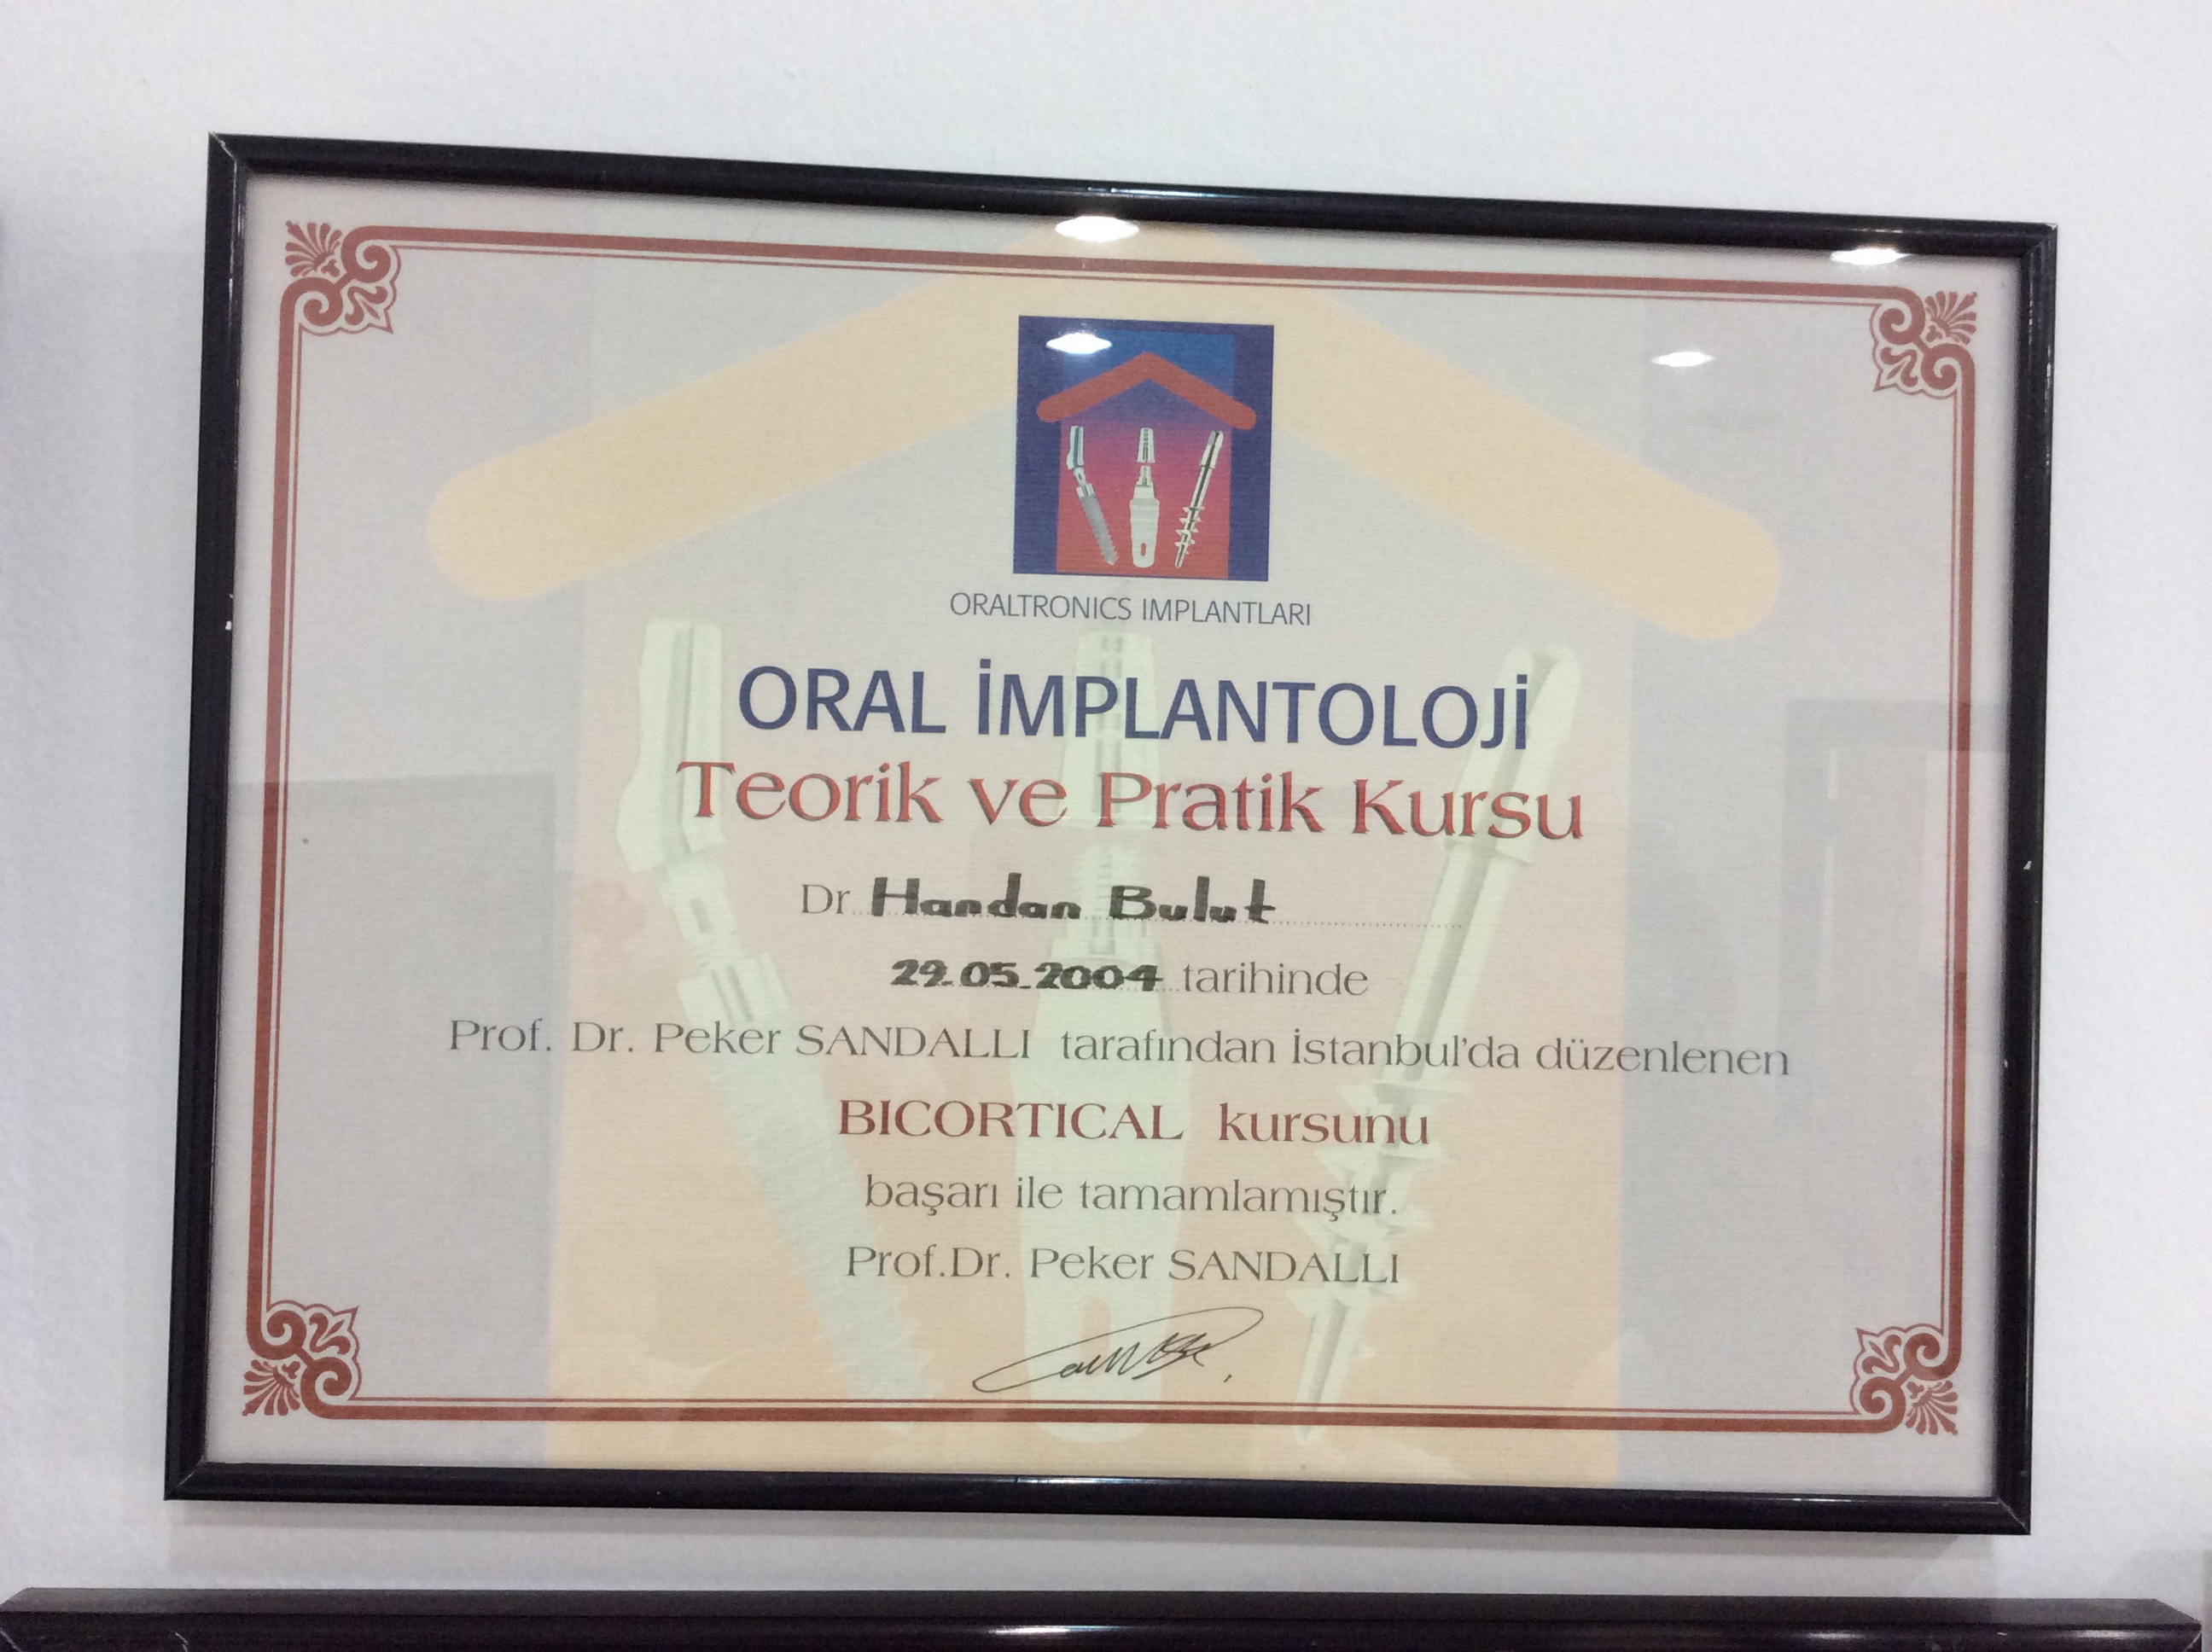 ORALTRONICS IMPLANTLARI
ORAL İMPLANTOLOJİ
Teorik ve Pratik Kursu
Dr. Handan Bulut
29.05.2004 tarihinde
Prof. Dr. Peker SANDALLI tarafından İstanbul'da düzenlenen
BICORTICAL kursunu
başarı ile tamamlamıştır.
Prof.Dr. Peker SANDALLI